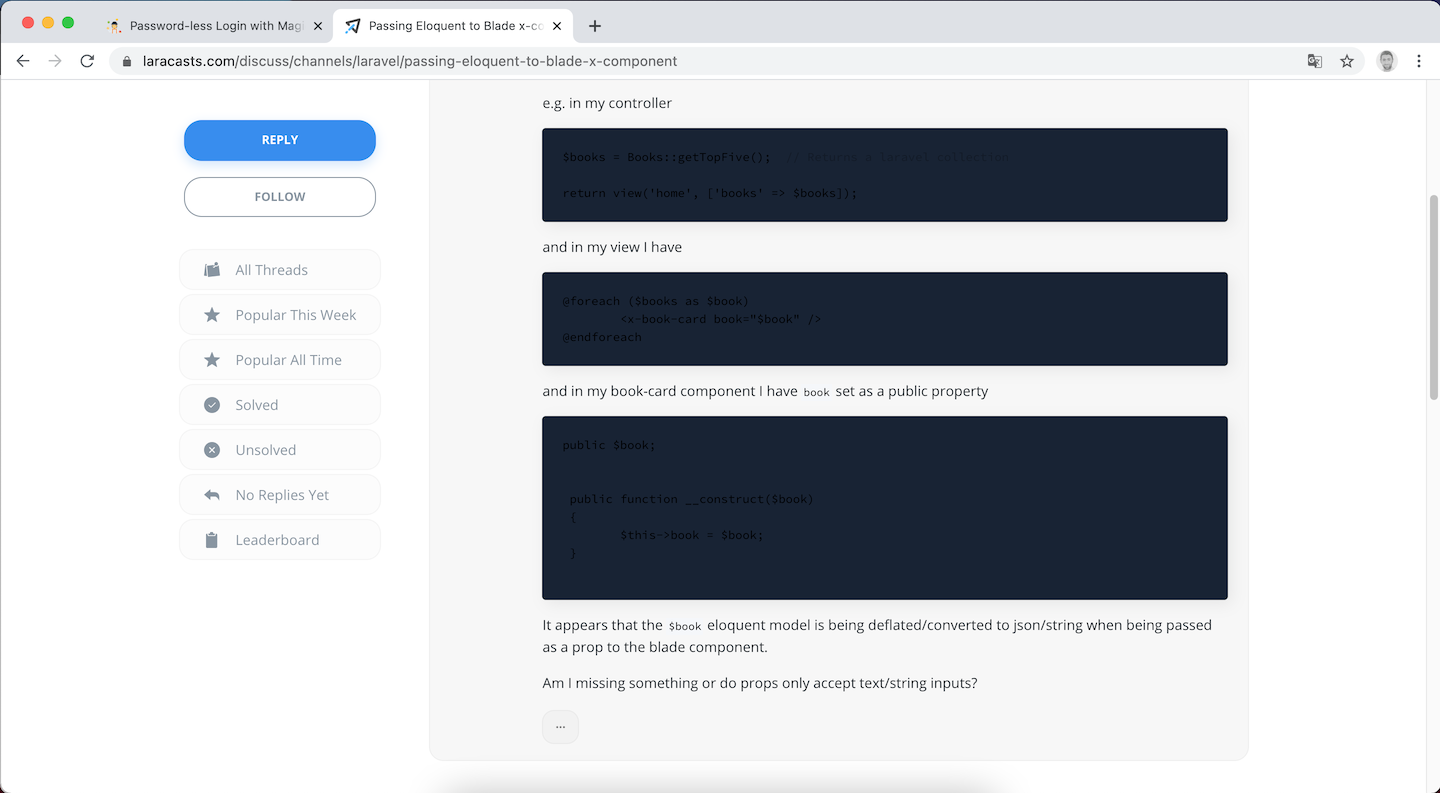 Password-less Login with Magi
Passing Eloquent to Blade x-co
laracasts.com/discuss/channels/laravel/passing-eloquent-to-blade-x-component
REPLY
FOLLOW
All Threads
Popular This Week
Popular All Time
Solved
Unsolved
No Replies Yet
Leaderboard
e.g. in my controller
$books = Books::getTopFive();  // Returns a laravel collection
return view('home', ['books' => $books]);
and in my view I have
@foreach ($books as $book)
<x-book-card book="$book" />
@endforeach
and in my book-card component I have book set as a public property
public $book;
public function __construct($book)
{
$this->book = $book;
}
It appears that the $book eloquent model is being deflated/converted to json/string when being passed
as a prop to the blade component.
Am I missing something or do props only accept text/string inputs?
...